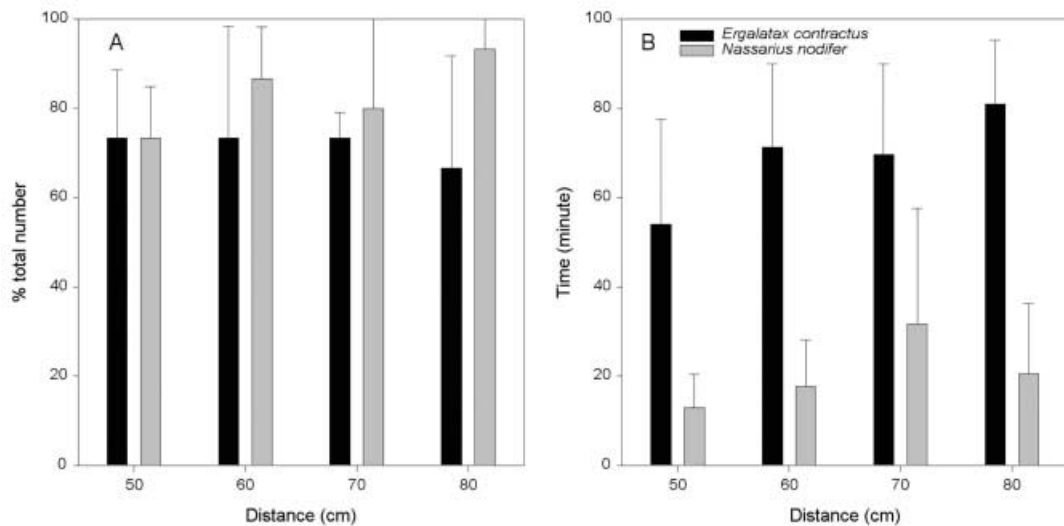 A
% total number
100
80
60
40
20
0
50 60 70 80
Distance (cm)
B
Ergalatax contractus
Nassarius nodifer
Time (minute)
100
80
60
40
20
0
50 60 70 80
Distance (cm)